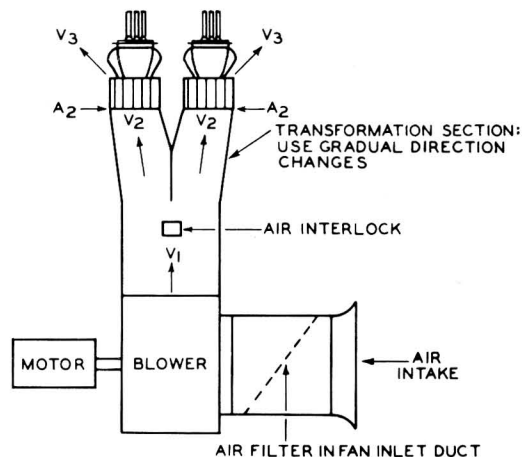 V3 V3
A2 A2
V2 V2
TRANSFORMATION SECTION:
USE GRADUAL DIRECTION
CHANGES
AIR INTERLOCK
V1
MOTOR BLOWER
AIR
INTAKE
AIR FILTER IN FAN INLET DUCT